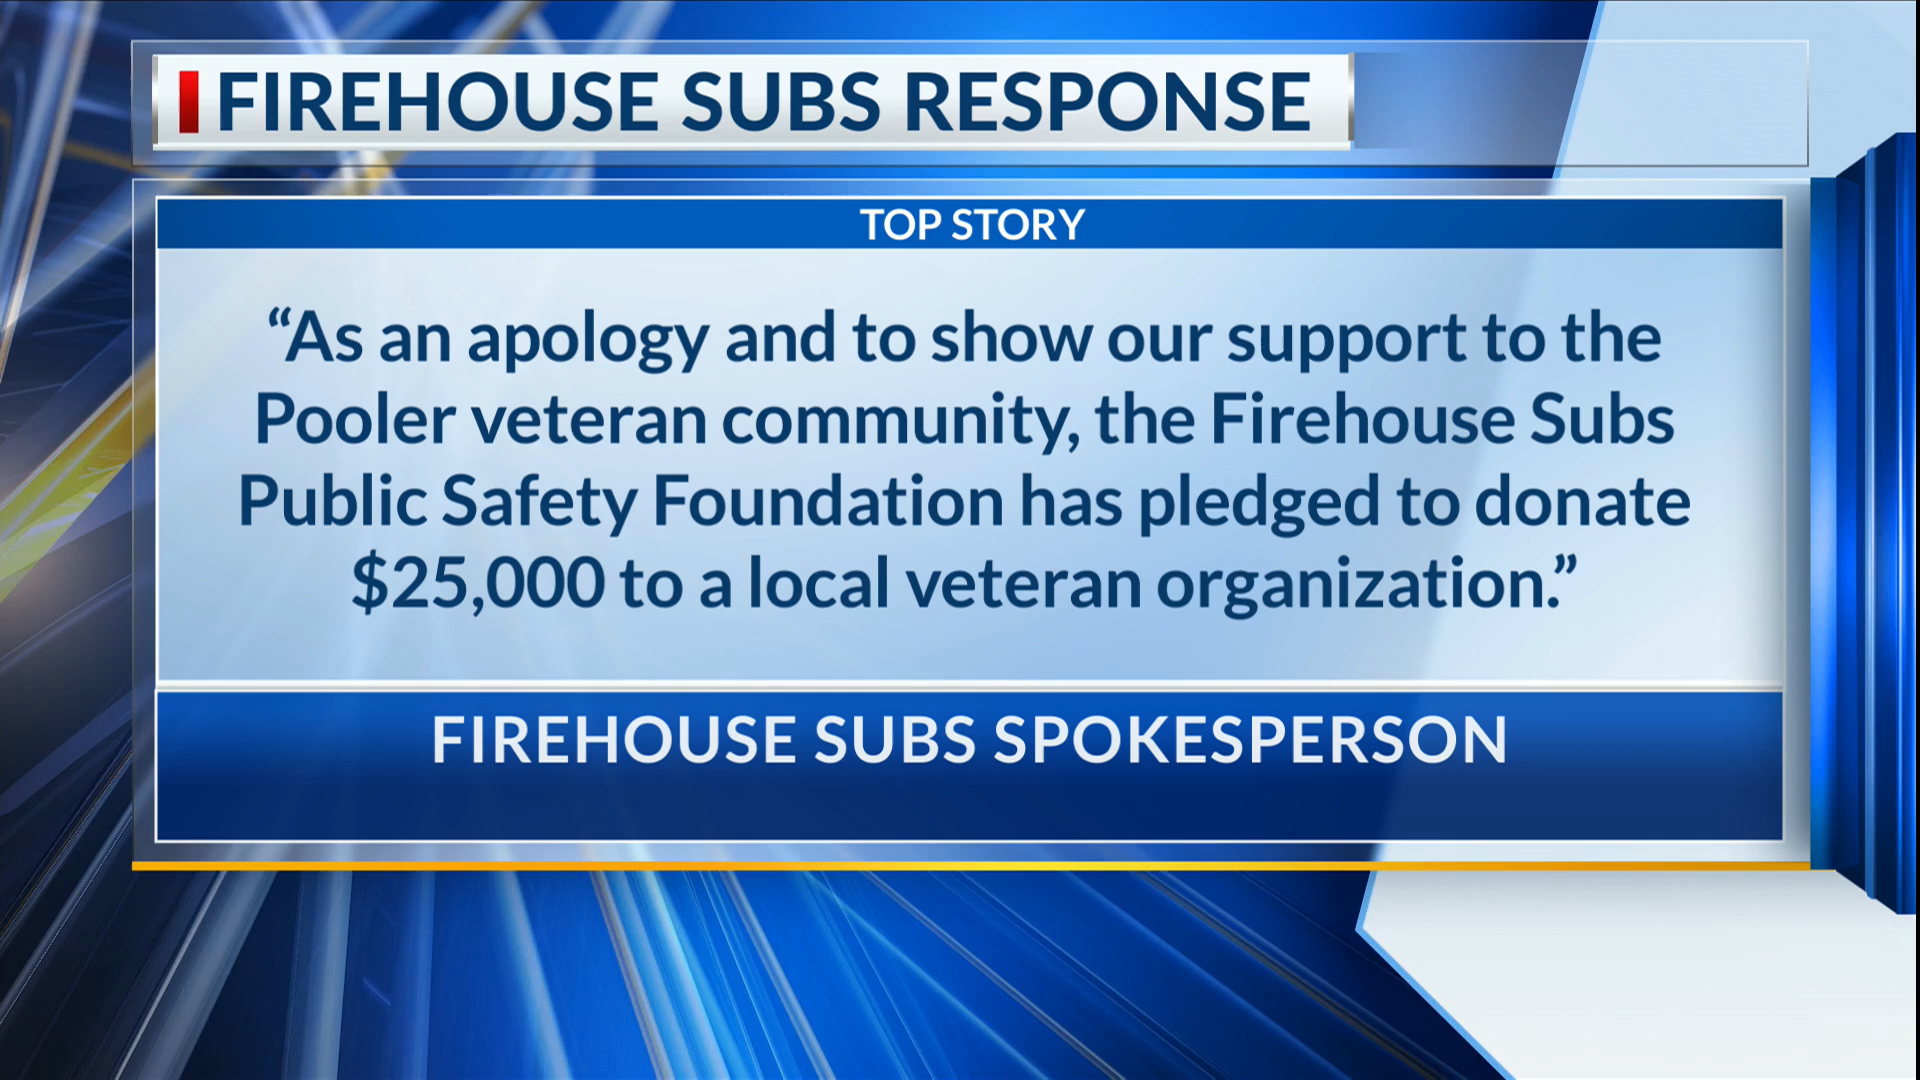 FIREHOUSE SUBS RESPONSE
TOP STORY
“As an apology and to show our support to the
Pooler veteran community, the Firehouse Subs
Public Safety Foundation has pledged to donate
$25,000 to a local veteran organization.”
FIREHOUSE SUBS SPOKESPERSON